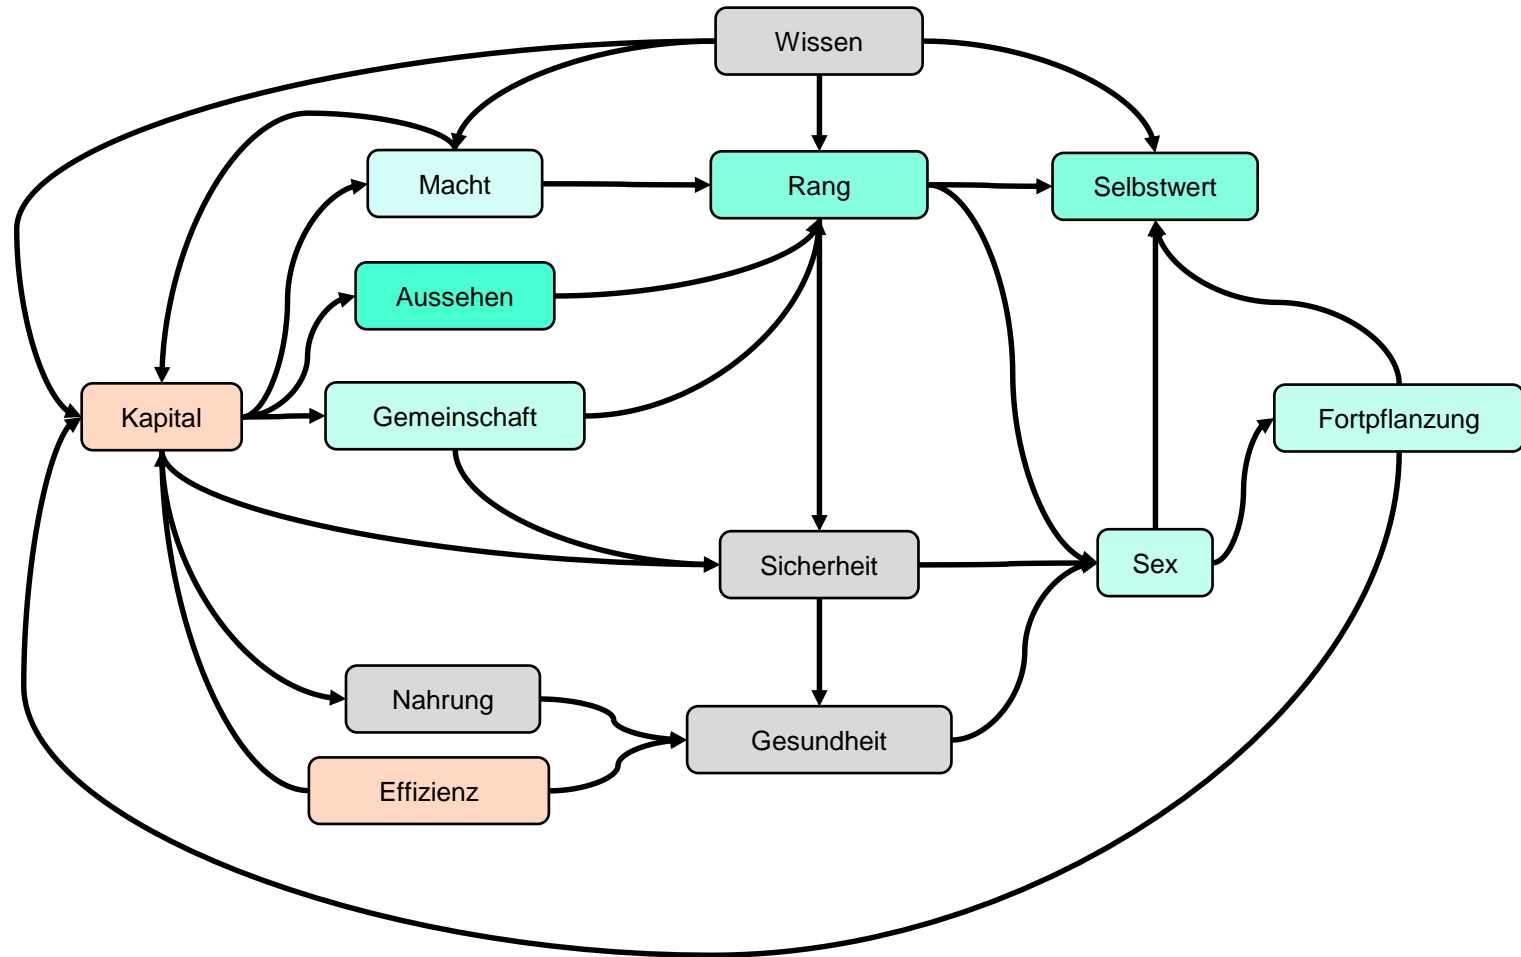 Wissen
Macht
Rang
Selbstwert
Aussehen
Kapital
Gemeinschaft
Fortpflanzung
Sicherheit
Sex
Nahrung
Gesundheit
Effizienz